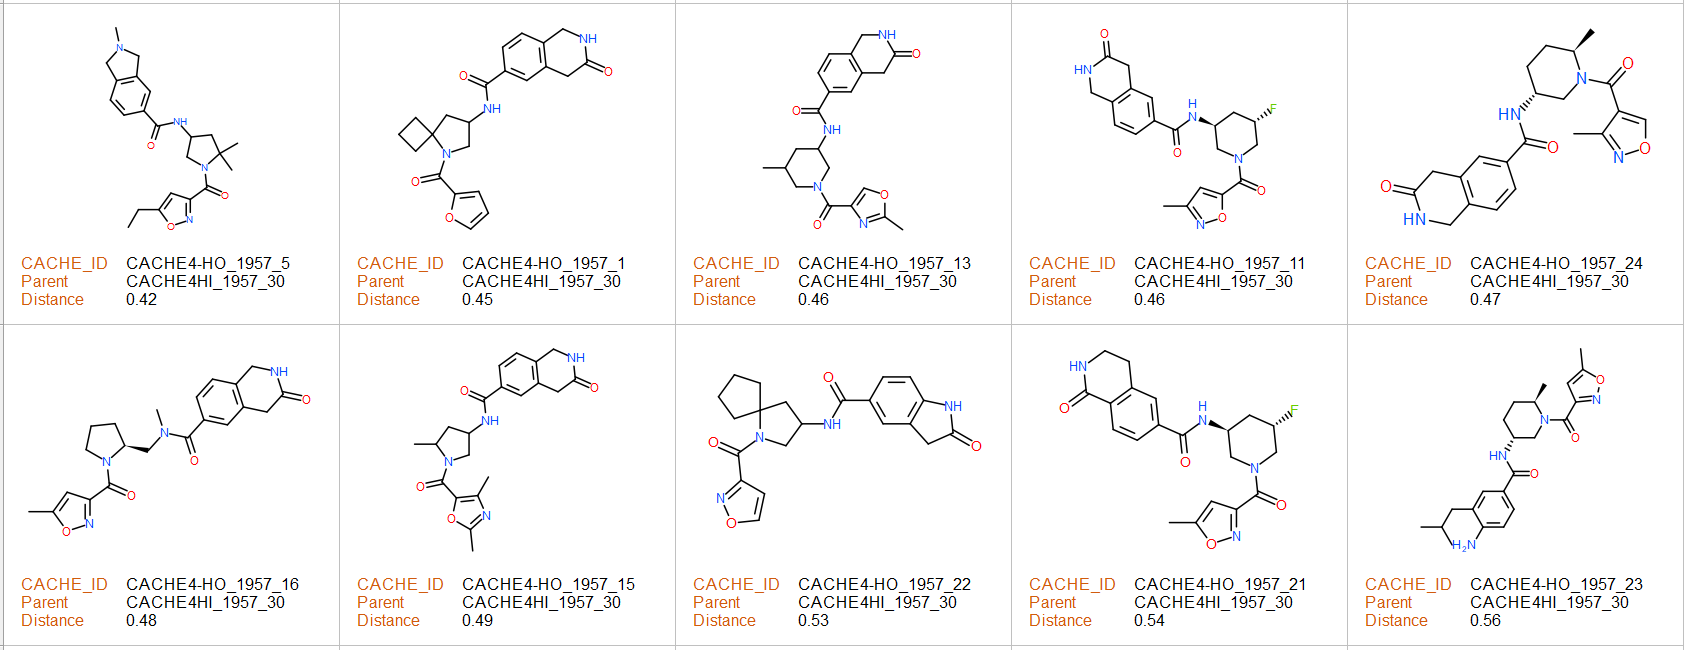 CACHE_ID CACHE4-HO_1957_5
Parent CACHE4HI_1957_30
Distance 0.42
CACHE_ID CACHE4-HO_1957_1
Parent CACHE4HI_1957_30
Distance 0.45
CACHE_ID CACHE4-HO_1957_13
Parent CACHE4HI_1957_30
Distance 0.46
CACHE_ID CACHE4-HO_1957_11
Parent CACHE4HI_1957_30
Distance 0.46
CACHE_ID CACHE4-HO_1957_24
Parent CACHE4HI_1957_30
Distance 0.47
CACHE_ID CACHE4-HO_1957_16
Parent CACHE4HI_1957_30
Distance 0.48
CACHE_ID CACHE4-HO_1957_15
Parent CACHE4HI_1957_30
Distance 0.49
CACHE_ID CACHE4-HO_1957_22
Parent CACHE4HI_1957_30
Distance 0.53
CACHE_ID CACHE4-HO_1957_21
Parent CACHE4HI_1957_30
Distance 0.54
CACHE_ID CACHE4-HO_1957_23
Parent CACHE4HI_1957_30
Distance 0.56